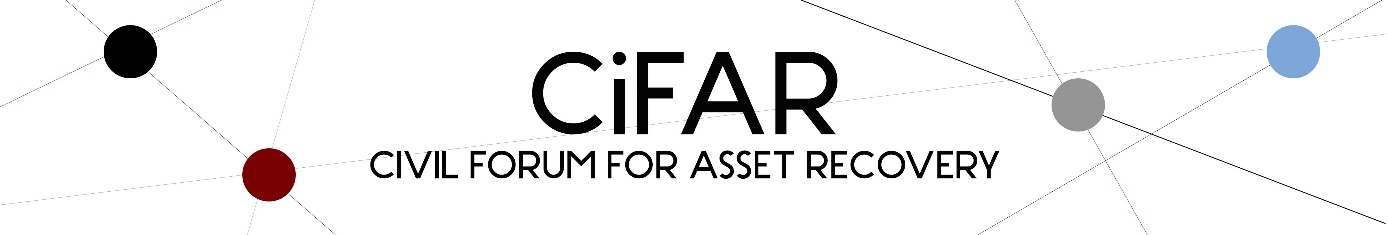 CiFAR
CIVIL FORUM FOR ASSET RECOVERY